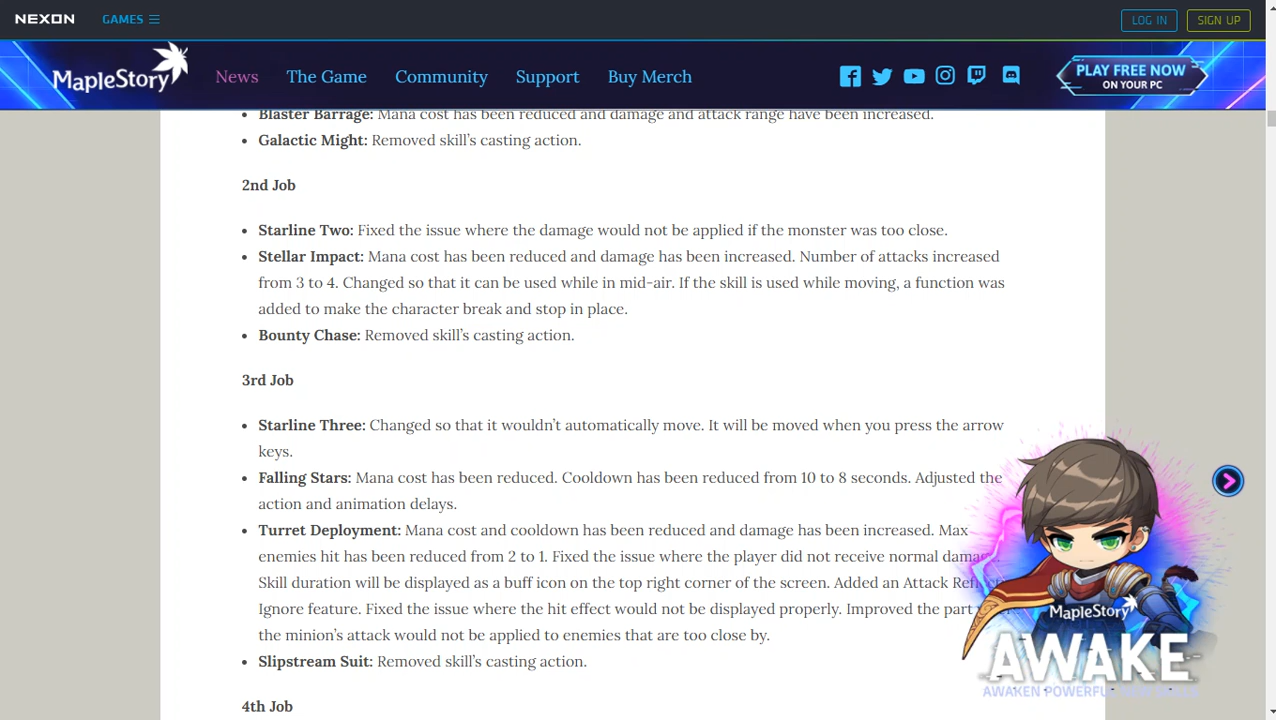 NEXON
GAMES
LOG IN
SIGN UP
MapleStory
News
The Game
Community
Support
Buy Merch
PLAY FREE NOW
ON YOUR PC
Blaster Barrage: Mana cost has been reduced and damage and attack range have been increased.
Galactic Might: Removed skill’s casting action.
2nd Job
Starline Two: Fixed the issue where the damage would not be applied if the monster was too close.
Stellar Impact: Mana cost has been reduced and damage has been increased. Number of attacks increased
from 3 to 4. Changed so that it can be used while in mid-air. If the skill is used while moving, a function was
added to make the character break and stop in place.
Bounty Chase: Removed skill’s casting action.
3rd Job
Starline Three: Changed so that it wouldn’t automatically move. It will be moved when you press the arrow
keys.
Falling Stars: Mana cost has been reduced. Cooldown has been reduced from 10 to 8 seconds. Adjusted the
action and animation delays.
Turret Deployment: Mana cost and cooldown has been reduced and damage has been increased. Max
enemies hit has been reduced from 2 to 1. Fixed the issue where the player did not receive normal
Skill duration will be displayed as a buff icon on the top right corner of the screen. Added an Attack
Ignore feature. Fixed the issue where the hit effect would not be displayed properly. Improved the part
the minion’s attack would not be applied to enemies that are too close by.
Slipstream Suit: Removed skill’s casting action.
4th Job
MapleStory
AWAKE
AWAKEN